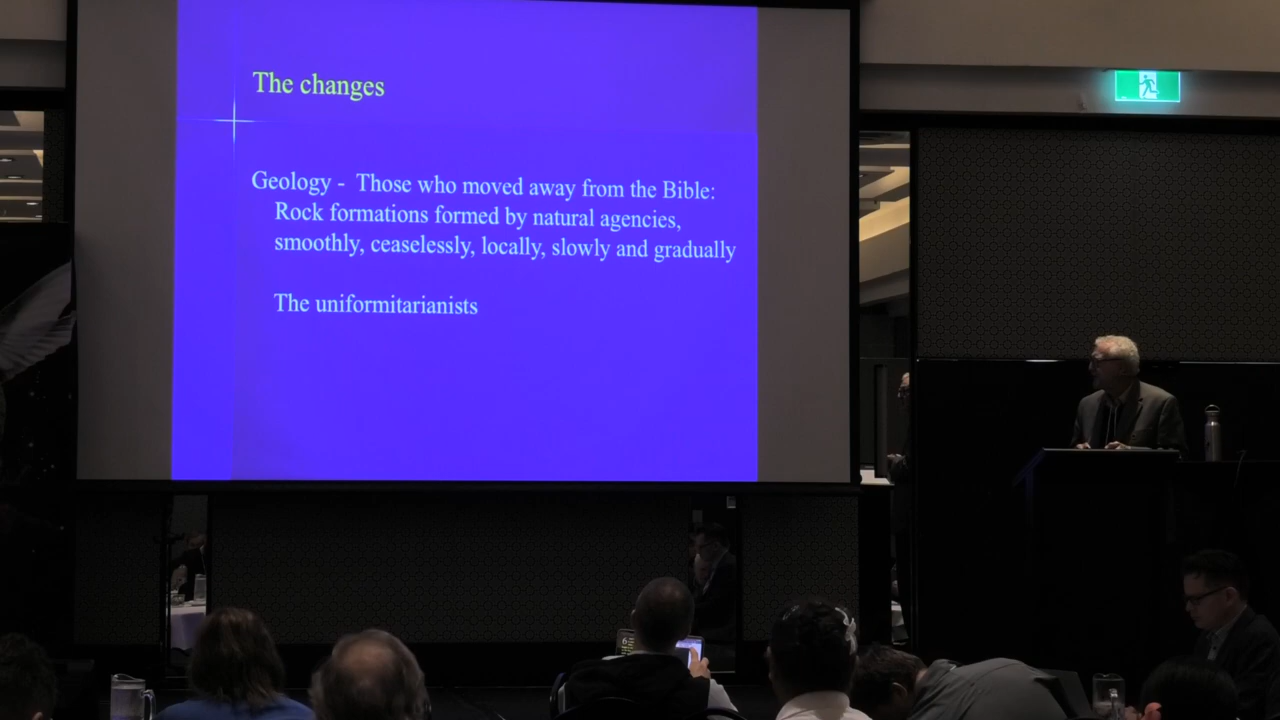 The changes
Geology - Those who moved away from the Bible:
Rock formations formed by natural agencies,
smoothly, ceaselessly, locally, slowly and gradually
The uniformitarianists